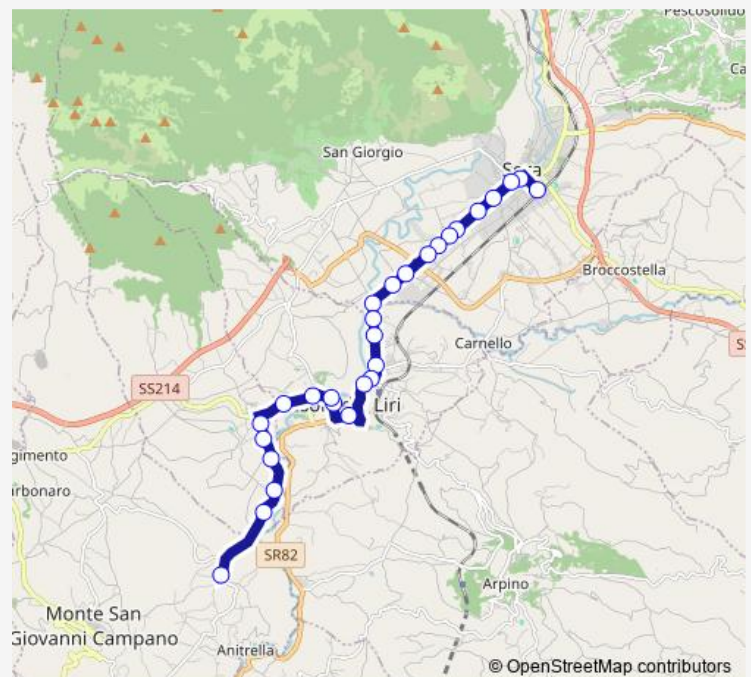 Pescosolido
Ca
San Giorgio
Sora
Broccostella
Carnello
SS214
Liri
gimento
arbonaro
SR82
Arpino
Monte San
Giovanni Campano
Anitrella
© OpenStreetMap contributors